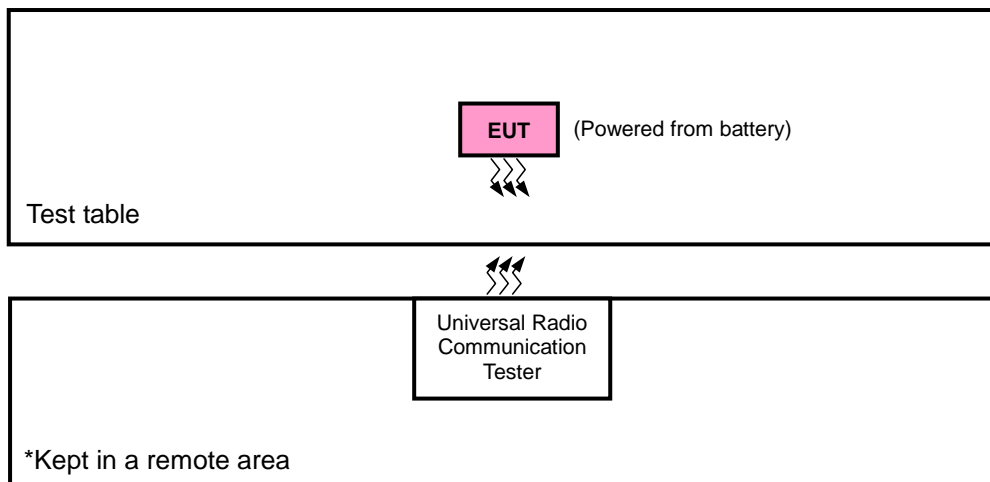 EUT
(Powered from battery)
Test table
Universal Radio
Communication
Tester
*Kept in a remote area